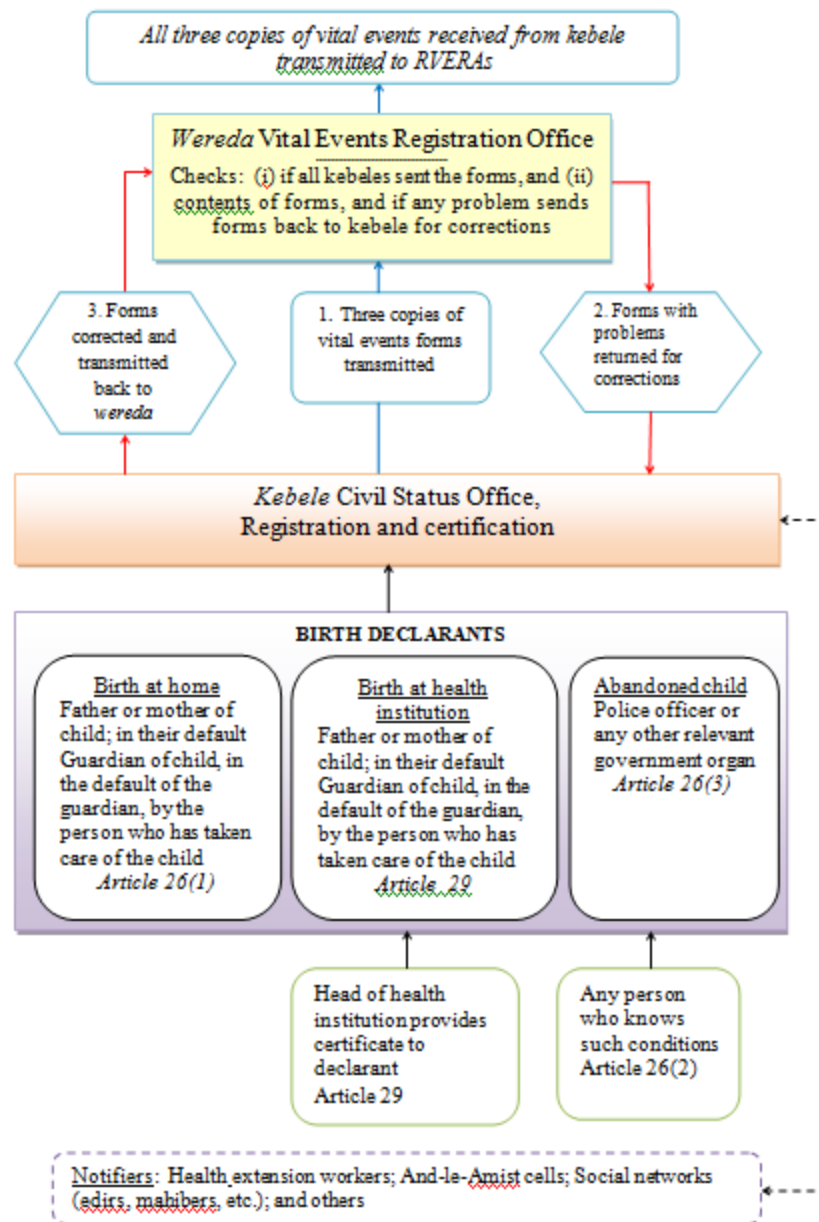 All three copies of vital events received from kebele
transmitted to RVERAs
Wereda Vital Events Registration Office
Checks: (i) if all kebeles sent the forms, and (ii)
contents of forms, and if any problem sends
forms back to kebele for corrections
3. Forms
corrected and
transmitted
back to
wereda
1. Three copies of
vital events forms
transmitted
2. Forms with
problems
returned for
corrections
Kebele Civil Status Office,
Registration and certification
BIRTH DECLARANTS
Birth at home
Father or mother of
child; in their default
Guardian of child, in
the default of the
guardian, by the
person who has taken
care of the child
Article 26(1)
Birth at health
institution
Father or mother of
child; in their default
Guardian of child, in the
default of the guardian,
by the person who has
taken care of the child
Article 29
Abandoned child
Police officer or
any other relevant
government organ
Article 26(3)
Head of health
institution provides
certificate to
declarant
Article 29
Any person
who knows
such conditions
Article 26(2)
Notifiers: Health extension workers; And-le-Amist cells; Social networks
(edirs, mahibers, etc.); and others